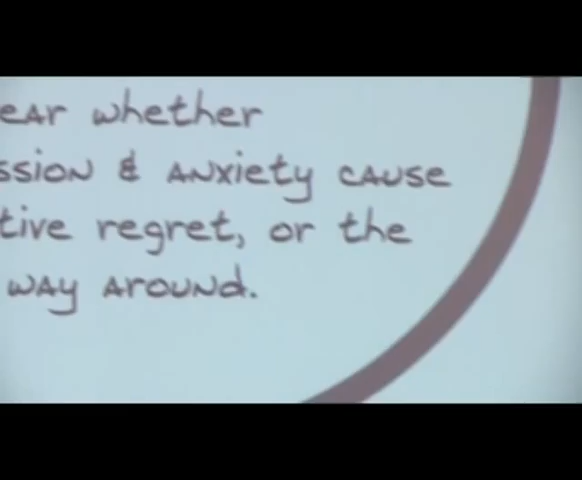 ear whether
ssion & anxiety cause
tive regret, or the
way around.